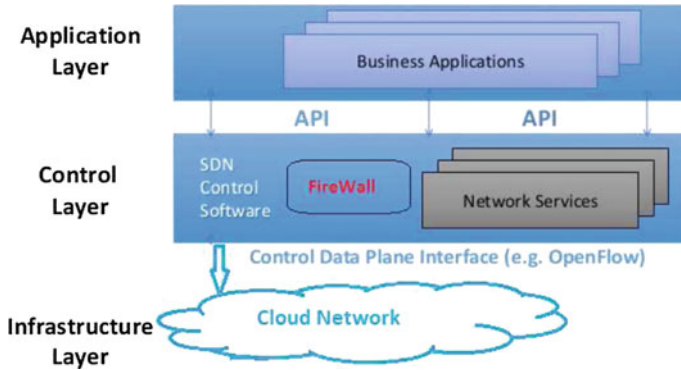 Application
Layer
Business Applications
API
API
Control
Layer
SDN
Control
Software
FireWall
Network Services
Control Data Plane Interface (e.g. OpenFlow)
Cloud Network
Infrastructure
Layer